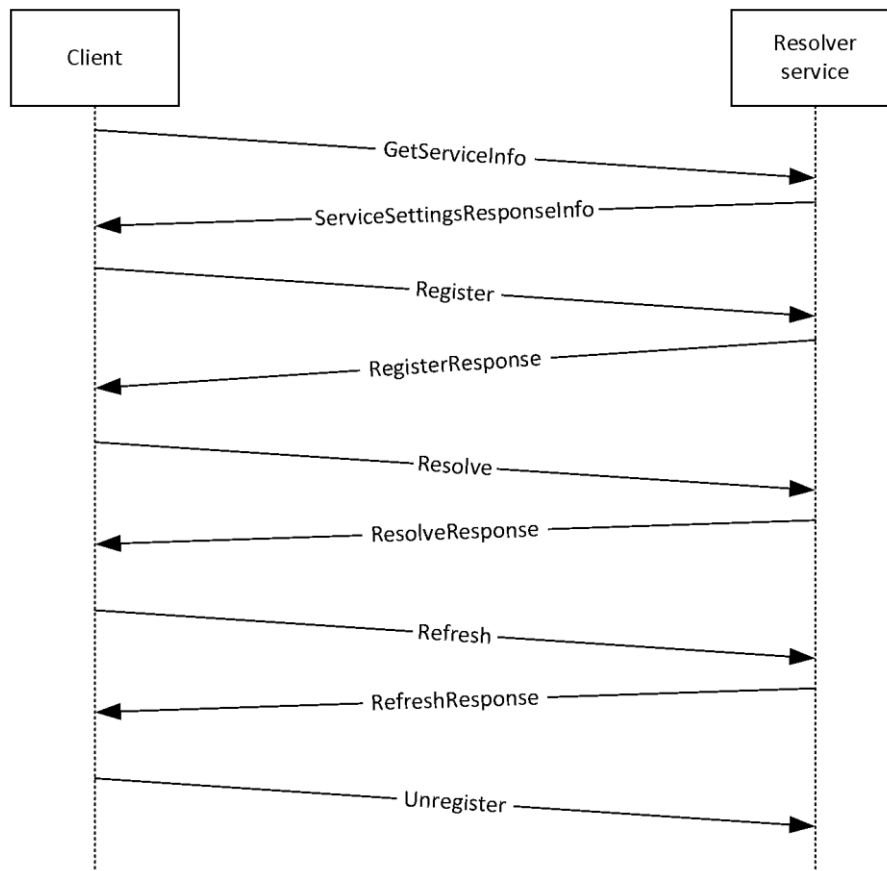 Client
Resolver
service
GetServiceInfo
ServiceSettingsResponseInfo
Register
RegisterResponse
Resolve
ResolveResponse
Refresh
RefreshResponse
Unregister